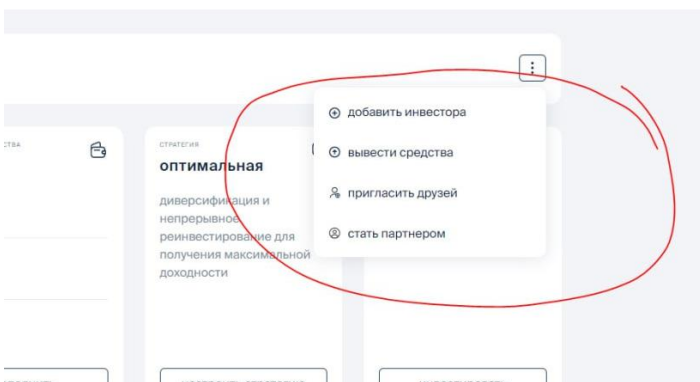 добавить инвестора
стратегия
оптимальная
вывести средства
диверсификация и
непрерывное
реинвестирование для
получения максимальной
доходности
пригласить друзей
стать партнером